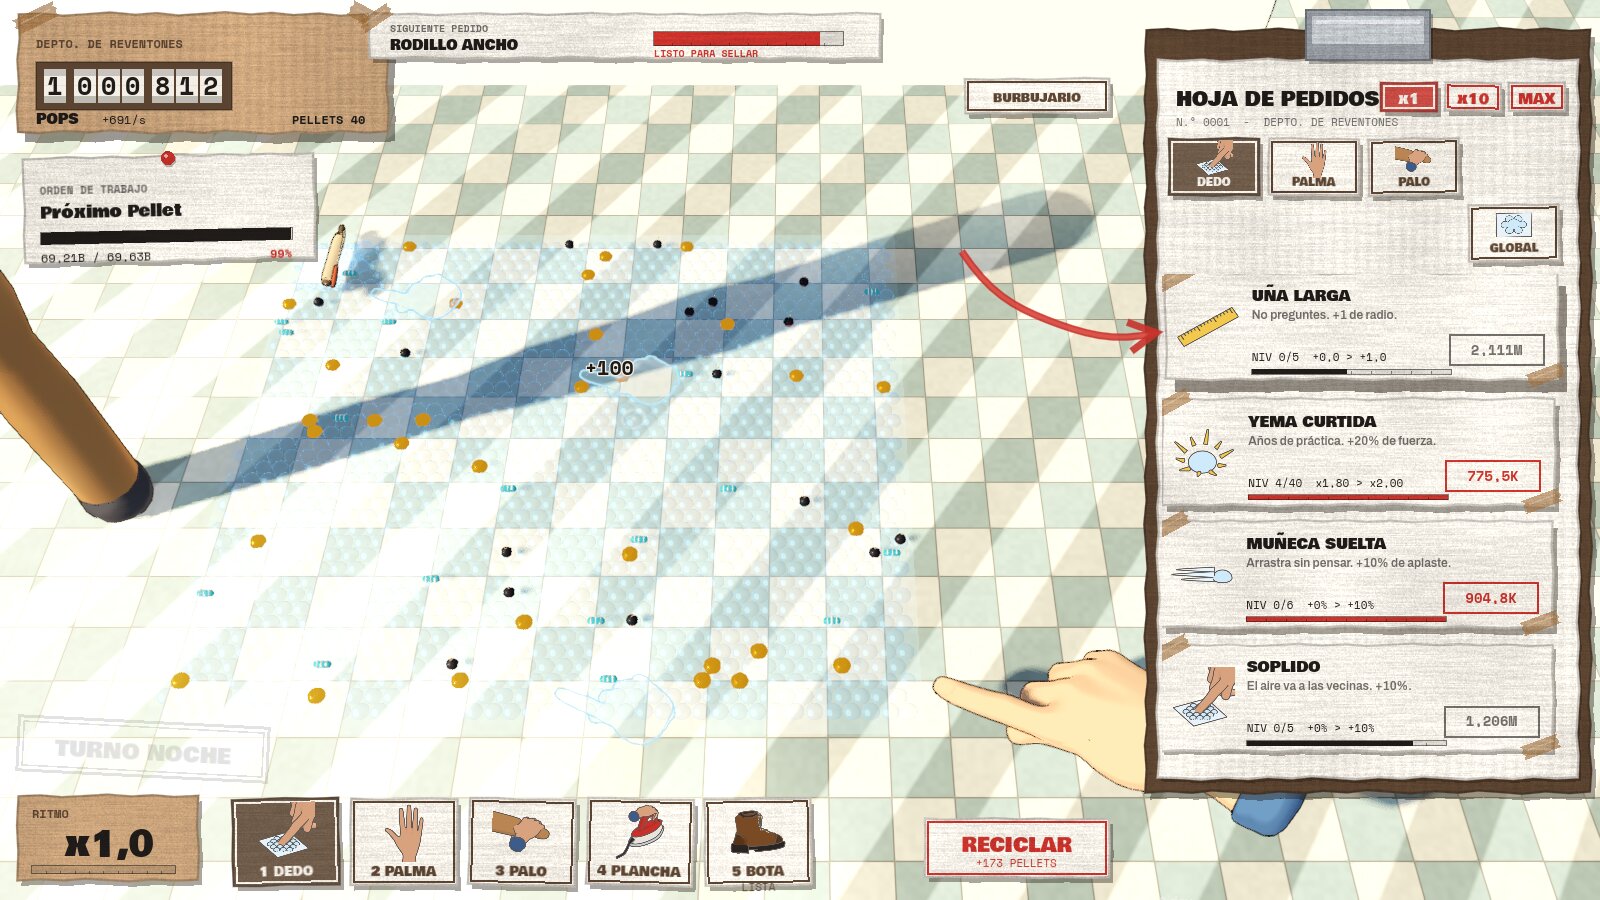 DEPTO. DE REVENTONES
1 000 812
POPS +691/s PELLETS 40
SIGUIENTE PEDIDO
RODILLO ANCHO
LISTO PARA SELLAR
BURBUJARIO
ORDEN DE TRABAJO
Próximo Pellet
69.21B / 69.63B 99%
+100
TURNO NOCHE
RITMO
x1,0
1 DEDO
2 PALMA
3 PALO
4 PLANCHA
5 BOTA
LISTA
RECICLAR
+173 PELLETS
HOJA DE PEDIDOS x1 x10 MAX
N.° 0001 - DEPTO. DE REVENTONES
DEDO
PALMA
PALO
GLOBAL
UÑA LARGA
No preguntes. +1 de radio.
NIV 0/5 +0,0 > +1,0
2,111M
YEMA CURTIDA
Años de práctica. +20% de fuerza.
NIV 4/40 x1,80 > x2,00
775,5K
MUÑECA SUELTA
Arrastra sin pensar. +10% de aplaste.
NIV 0/6 +0% > +10%
904,8K
SOPLIDO
El aire va a las vecinas. +10%.
NIV 0/5 +0% > +10%
1,206M